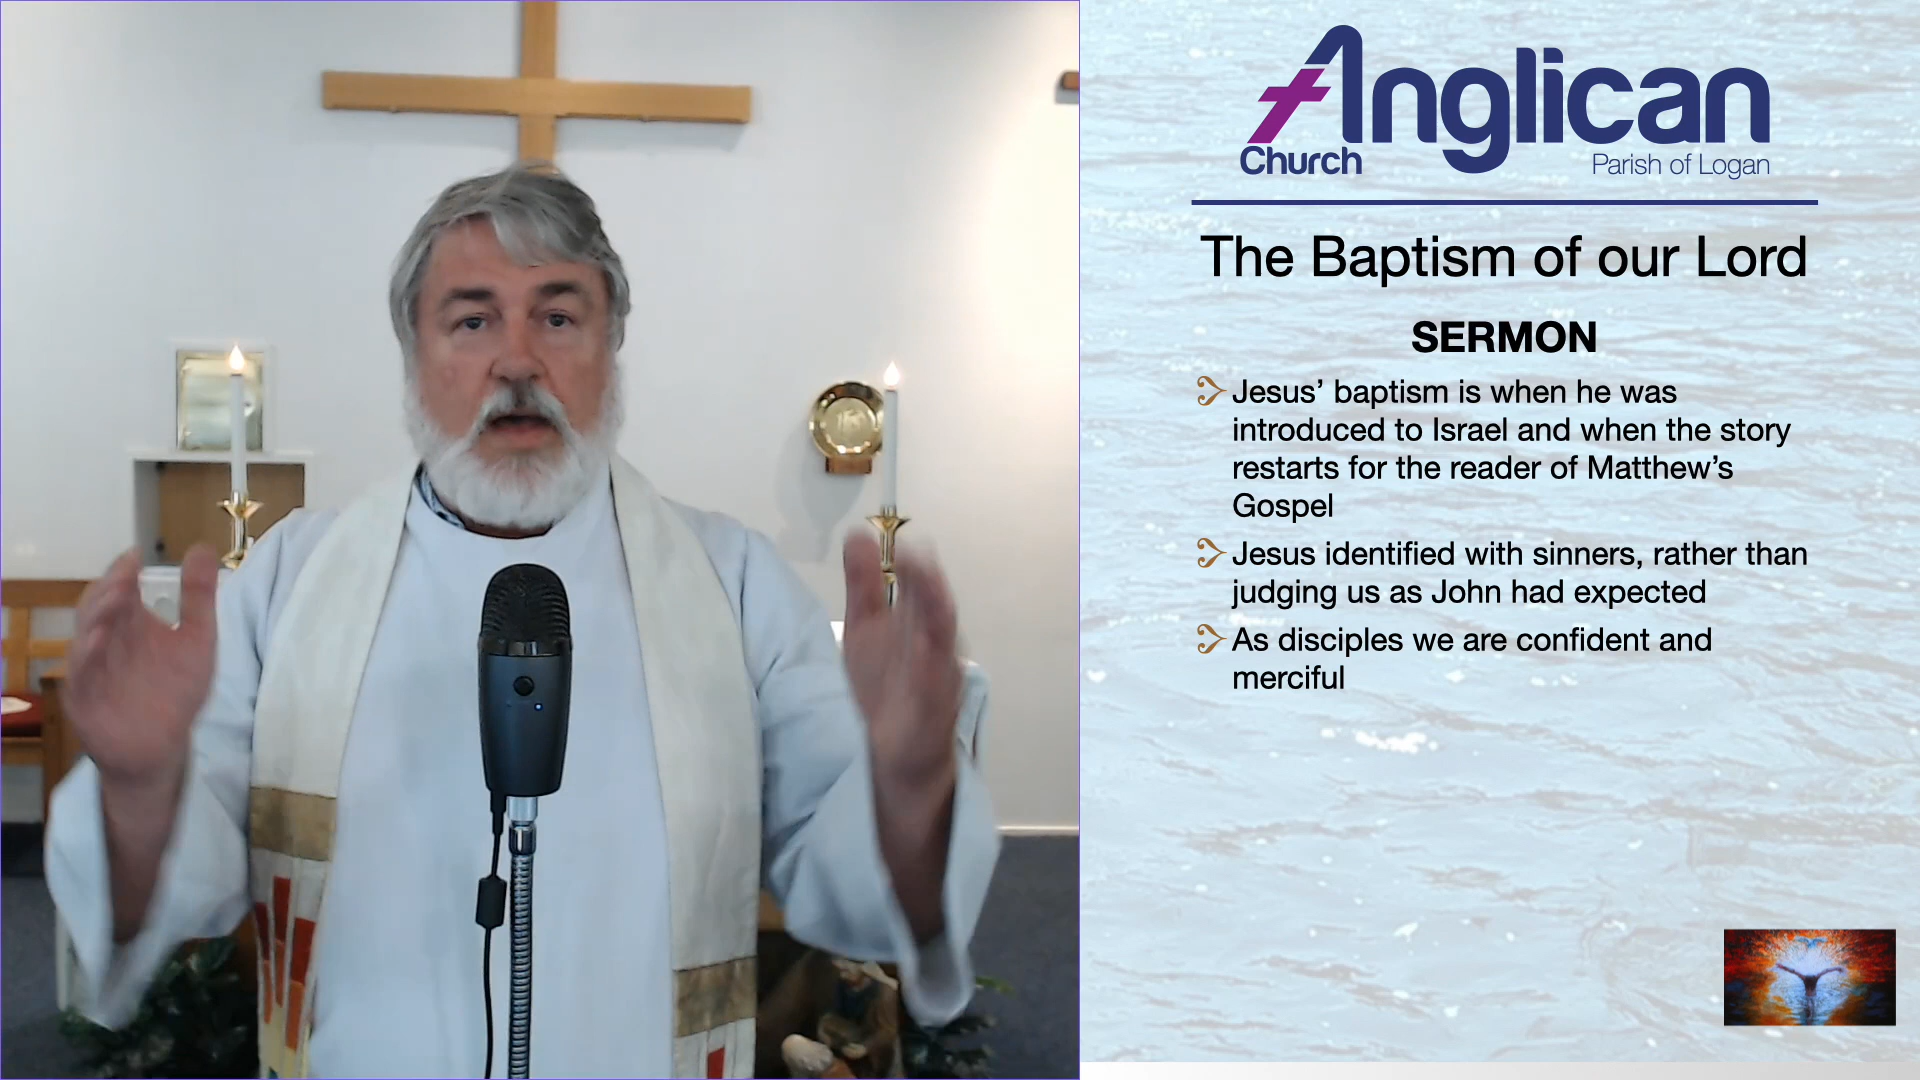 Anglican
Church
Parish of Logan
The Baptism of our Lord
SERMON
Jesus’ baptism is when he was
introduced to Israel and when the story
restarts for the reader of Matthew’s
Gospel
Jesus identified with sinners, rather than
judging us as John had expected
As disciples we are confident and
merciful